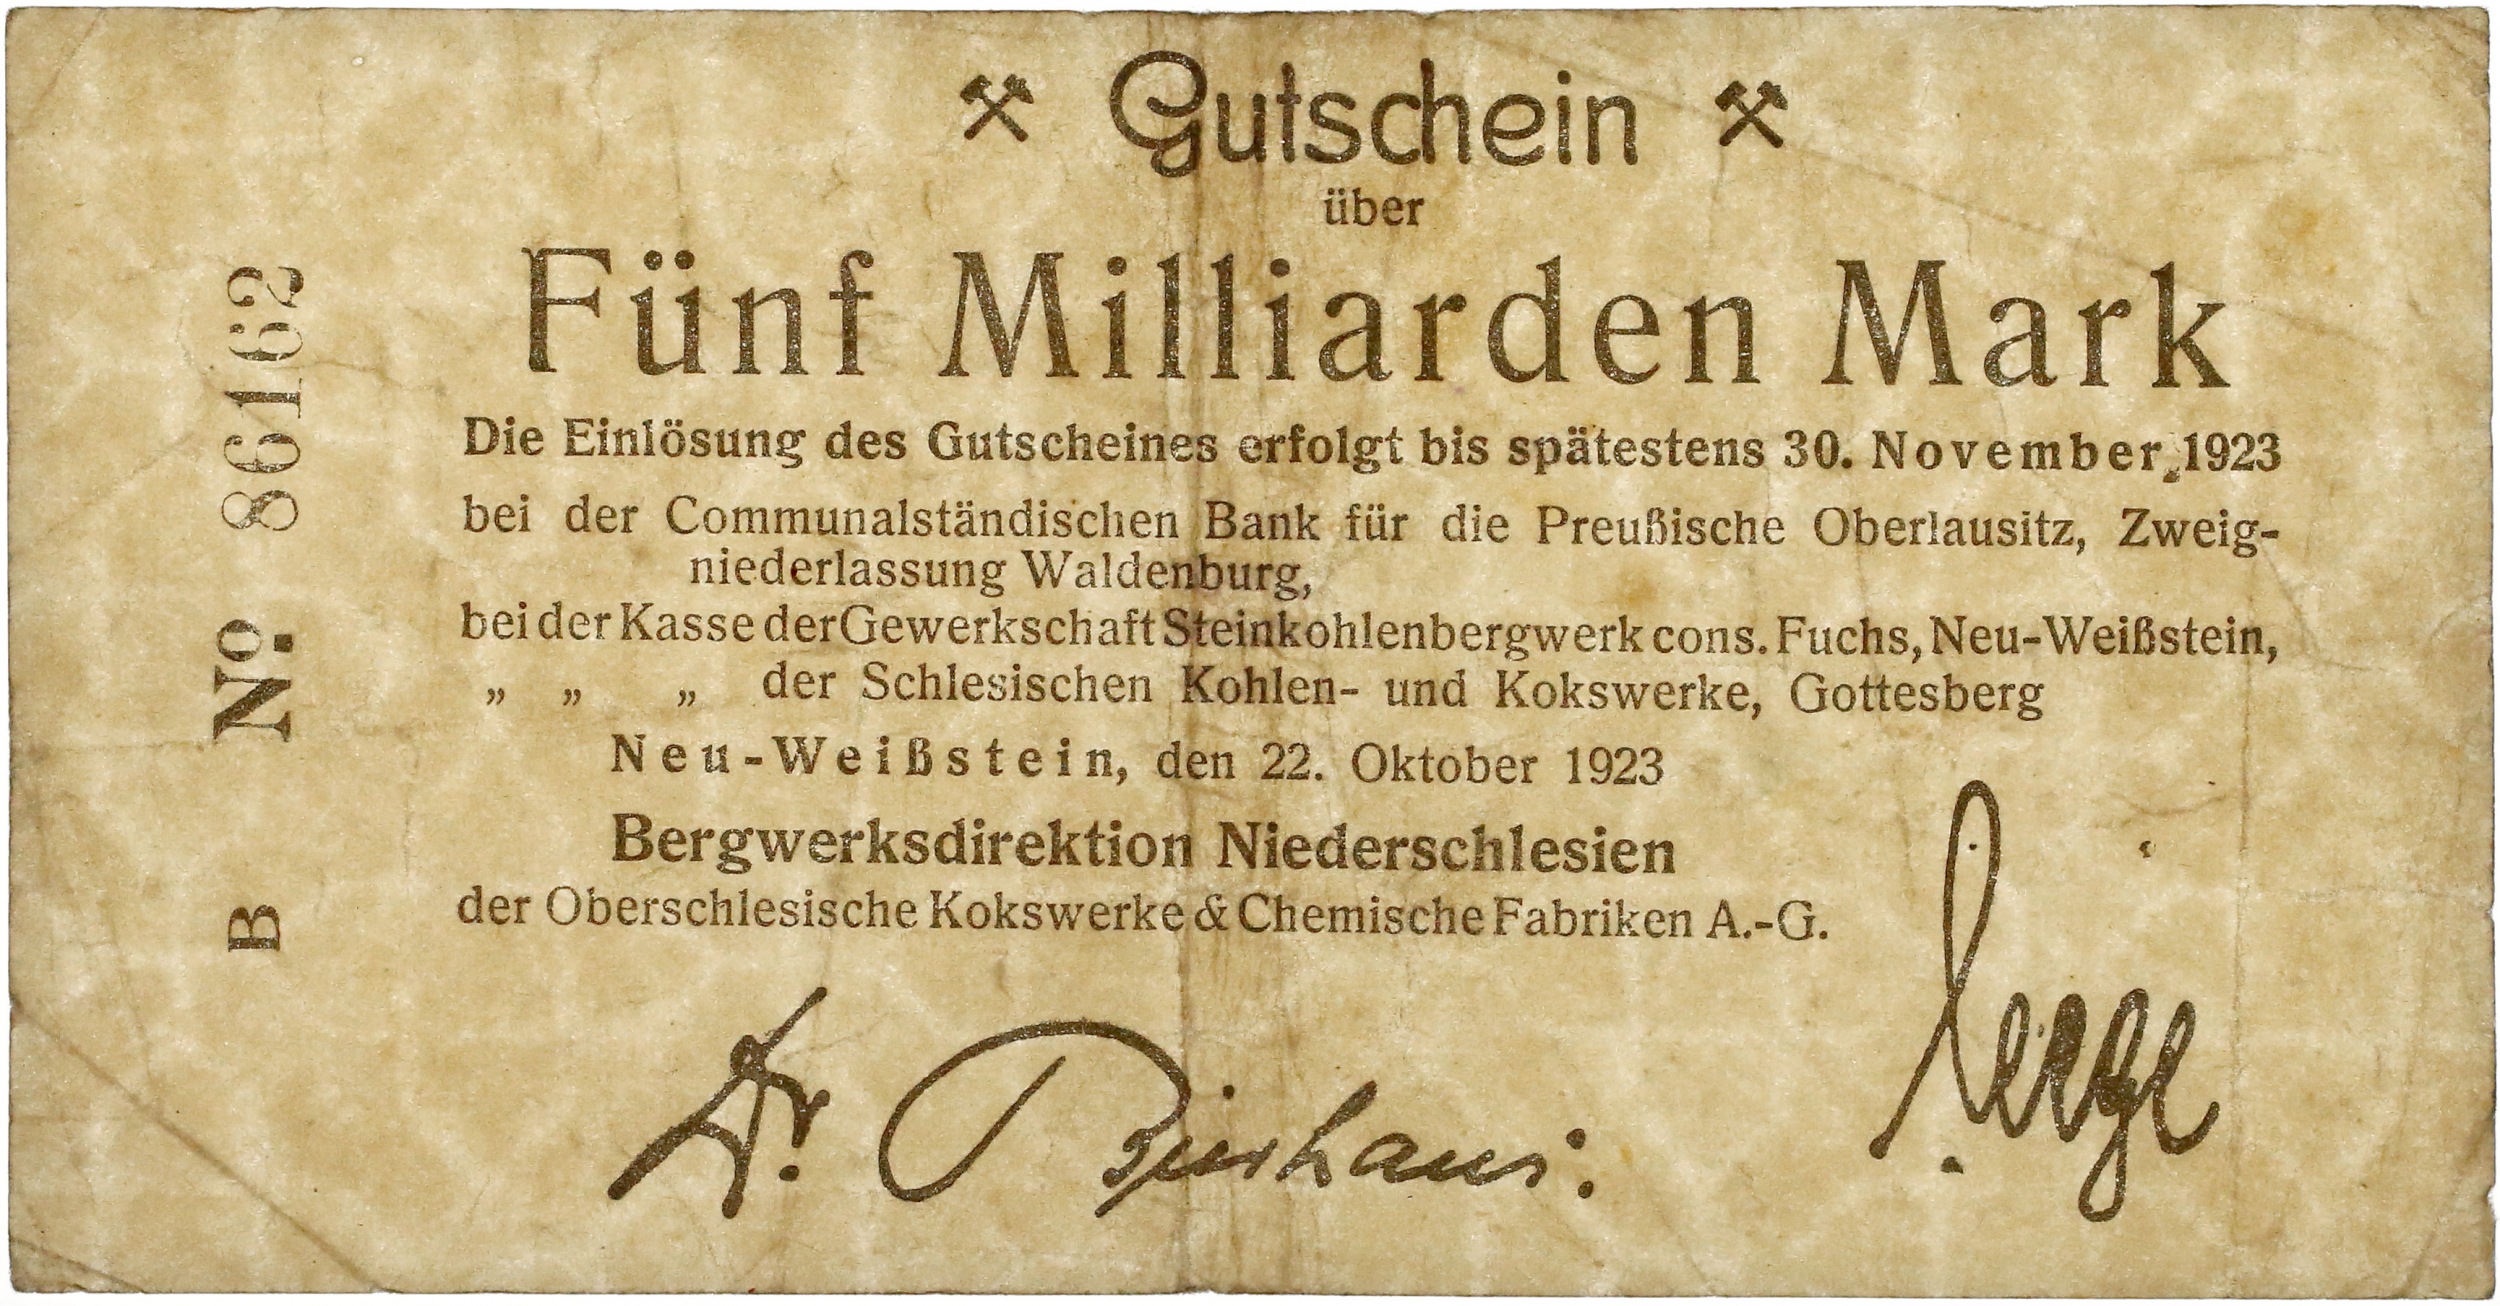 Gutschein
über
Fünf Milliarden Mark
Die Einlösung des Gutscheines erfolgt bis spätestens 30. November 1923
bei der Communalständischen Bank für die Preußische Oberlausitz, Zweig-
niederlassung Waldenburg,
bei der Kasse der Gewerkschaft Steinkohlenbergwerk cons. Fuchs, Neu-Weißstein,
„ „ „ der Schlesischen Kohlen- und Kokswerke, Gottesberg
Neu-Weißstein, den 22. Oktober 1923
Bergwerksdirektion Niederschlesien
der Oberschlesische Kokswerke & Chemische Fabriken A.-G.
Dr.
B No. 86162